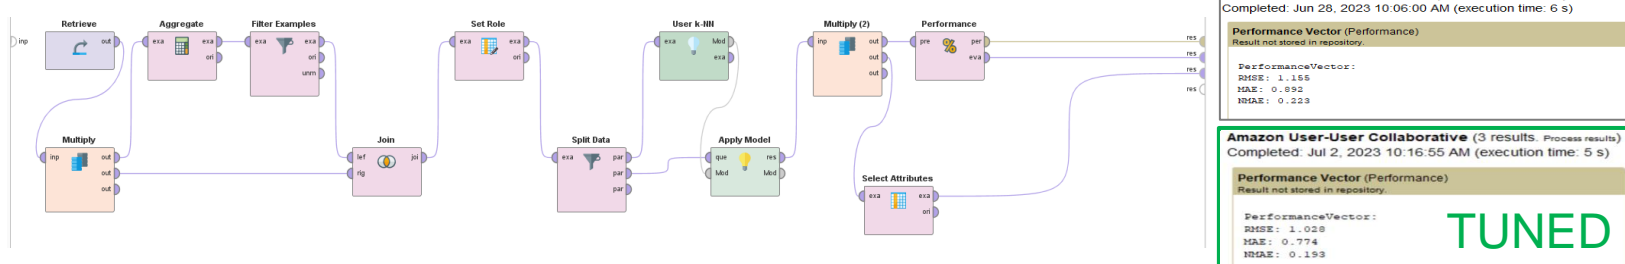 Retrieve
inp
out
Aggregate
exa
exa
ori
Filter Examples
exa
exa
ori
unm
Set Role
exa
exa
ori
User k-NN
exa
Mod
exa
Multiply (2)
inp
out
out
out
Performance
pre
per
eva
res
res
res
res
Multiply
inp
out
out
out
Join
lef
joi
rig
Split Data
exa
par
par
par
Apply Model
que
res
Mod
Mod
Select Attributes
exa
exa
ori
Completed: Jun 28, 2023 10:06:00 AM (execution time: 6 s)
Performance Vector (Performance)
Result not stored in repository.
PerformanceVector:
RMSE: 1.155
MAE: 0.892
NMAE: 0.223
Amazon User-User Collaborative (3 results. Process results)
Completed: Jul 2, 2023 10:16:55 AM (execution time: 5 s)
Performance Vector (Performance)
Result not stored in repository.
PerformanceVector:
RMSE: 1.028
MAE: 0.774
NMAE: 0.193
TUNED